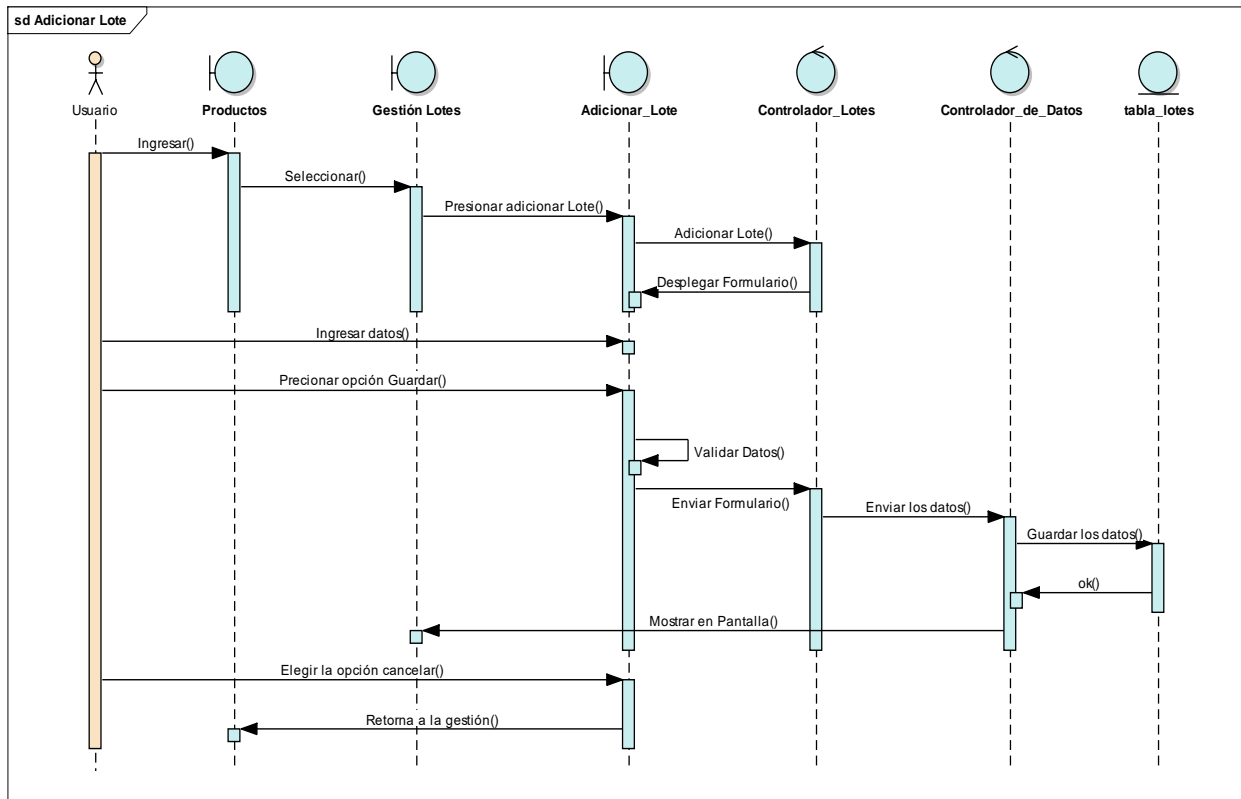 sd Adicionar Lote
Usuario
Productos
Gestión Lotes
Adicionar_Lote
Controlador_Lotes
Controlador_de_Datos
tabla_lotes
Ingresar()
Seleccionar()
Presionar adicionar Lote()
Adicionar Lote()
Desplegar Formulario()
Ingresar datos()
Precionar opción Guardar()
Validar Datos()
Enviar Formulario()
Enviar los datos()
Guardar los datos()
ok()
Mostrar en Pantalla()
Elegir la opción cancelar()
Retorna a la gestión()